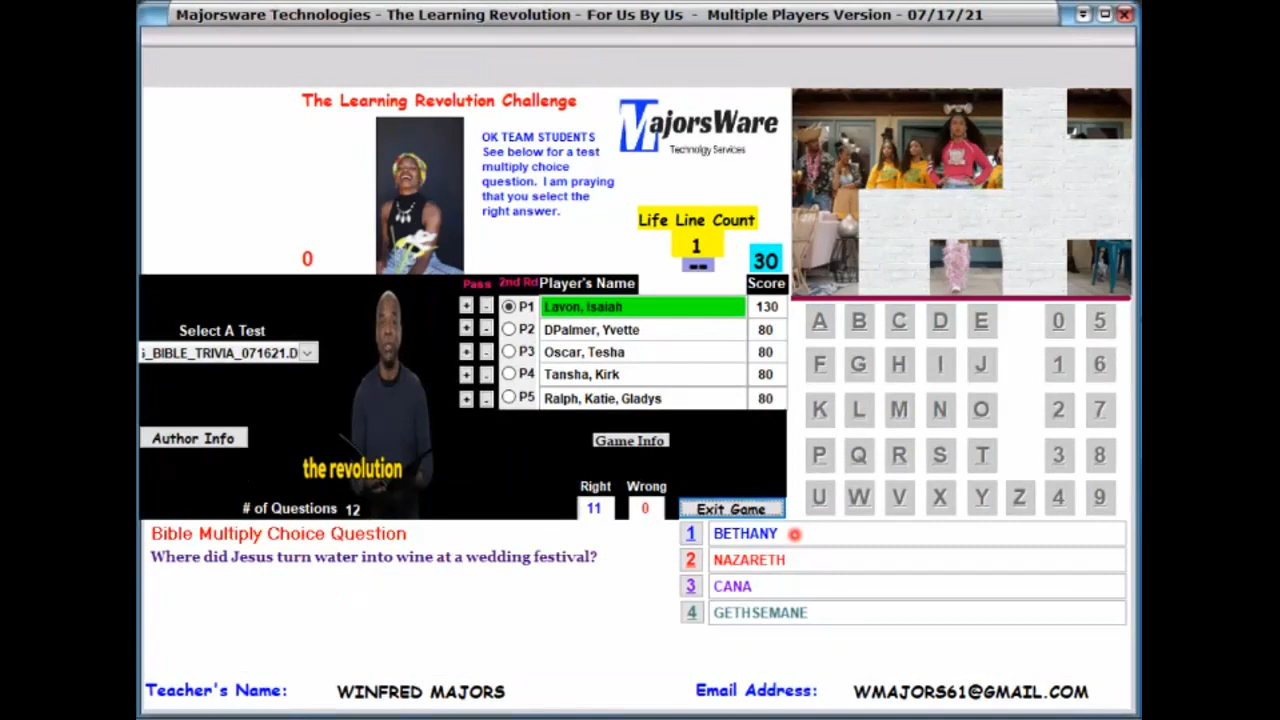 Majorsware Technologies - The Learning Revolution - For Us By Us - Multiple Players Version - 07/17/21
The Learning Revolution Challenge
OK TEAM STUDENTS
See below for a test
multiply choice
question. I am praying
that you select the
right answer.
MajorsWare
Technolgy Services
Life Line Count
1
--
30
0
Pass 2nd Rd Player's Name Score
+ - P1 Lavon, Isaiah 130
+ - P2 DPalmer, Yvette 80
+ - P3 Oscar, Tesha 80
+ - P4 Tansha, Kirk 80
+ - P5 Ralph, Katie, Gladys 80
Select A Test
i_BIBLE_TRIVIA_071621.D
Author Info
the revolution
Game Info
# of Questions 12
Right Wrong
11 0
Exit Game
A B C D E 0 5
F G H I J 1 6
K L M N O 2 7
P Q R S T 3 8
U W V X Y Z 4 9
Bible Multiply Choice Question
Where did Jesus turn water into wine at a wedding festival?
1 BETHANY
2 NAZARETH
3 CANA
4 GETHSEMANE
Teacher's Name: WINFRED MAJORS
Email Address: WMAJORS61@GMAIL.COM